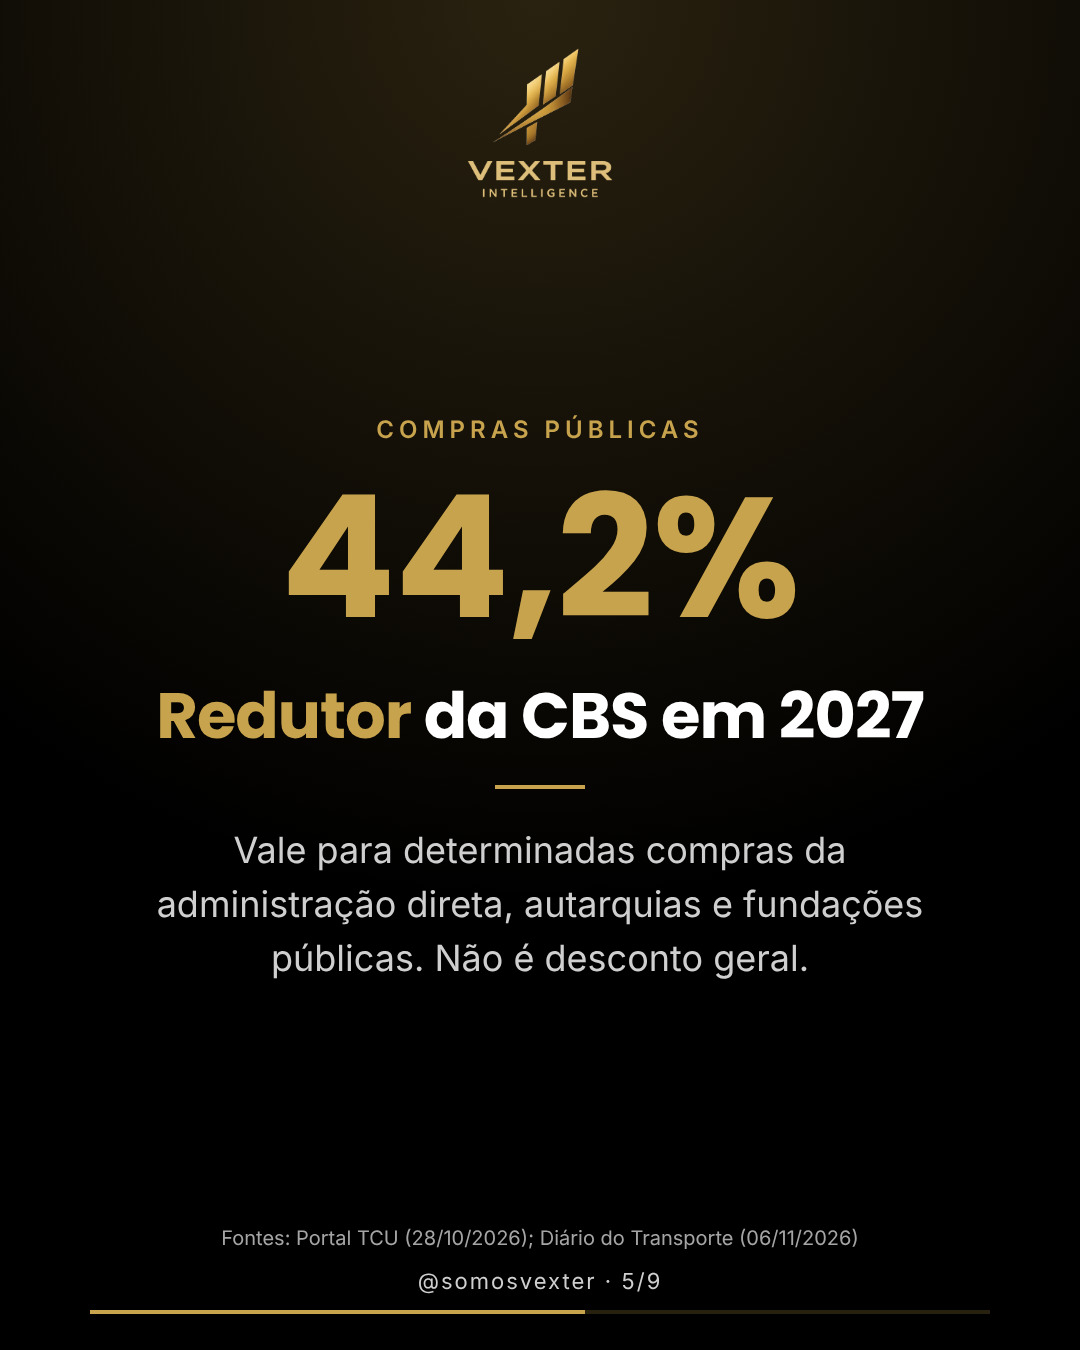 VEXTER
INTELLIGENCE
COMPRAS PÚBLICAS
44,2%
Redutor da CBS em 2027
Vale para determinadas compras da
administração direta, autarquias e fundações
públicas. Não é desconto geral.
Fontes: Portal TCU (28/10/2026); Diário do Transporte (06/11/2026)
@somosvexter · 5/9